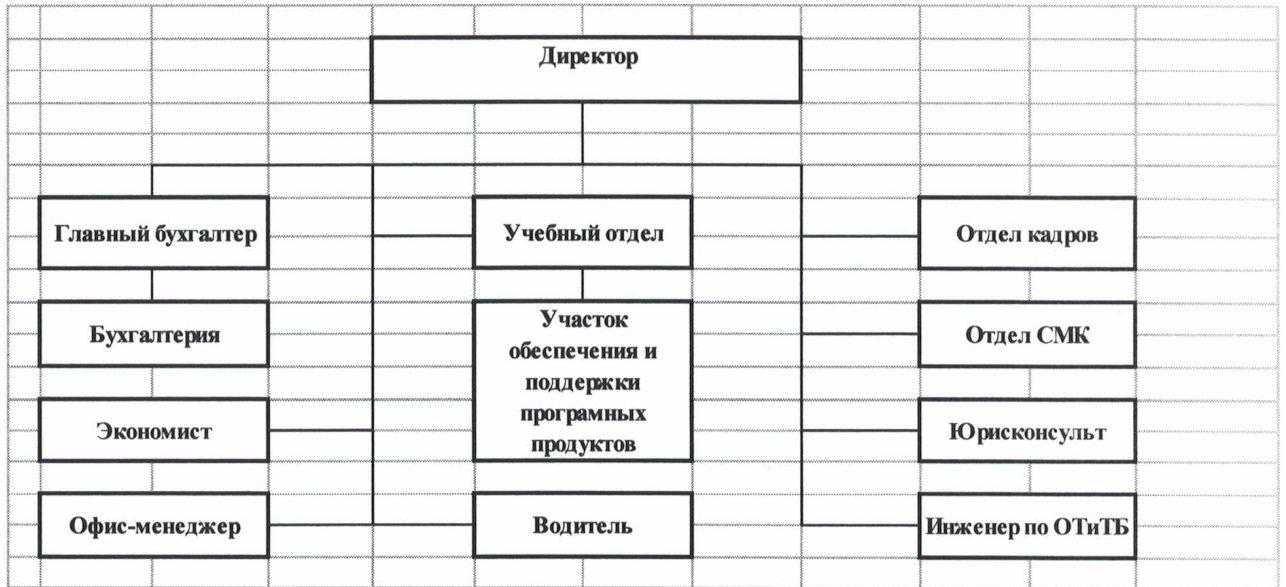 Директор
Главный бухгалтер
Учебный отдел
Отдел кадров
Бухгалтерия
Участок
обеспечения и
поддержки
програмных
продуктов
Отдел СМК
Экономист
Юрисконсульт
Офис-менеджер
Водитель
Инженер по ОТиТБ